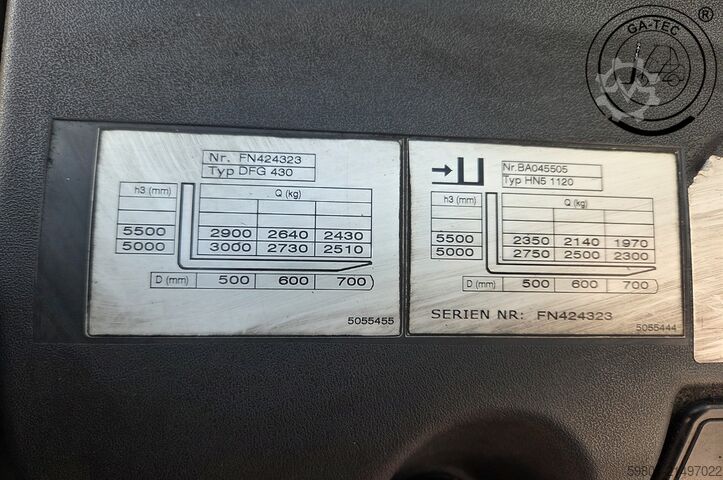 GA-TEC ®
Nr. FN424323
Typ DFG 430
h3 (mm) Q (kg)
5500 2900 2640 2430
5000 3000 2730 2510
D (mm) 500 600 700
5055455
Nr.BA045505
Typ HN5 1120
h3 (mm) Q (kg)
5500 2350 2140 1970
5000 2750 2500 2300
D (mm) 500 600 700
SERIEN NR: FN424323
5055444